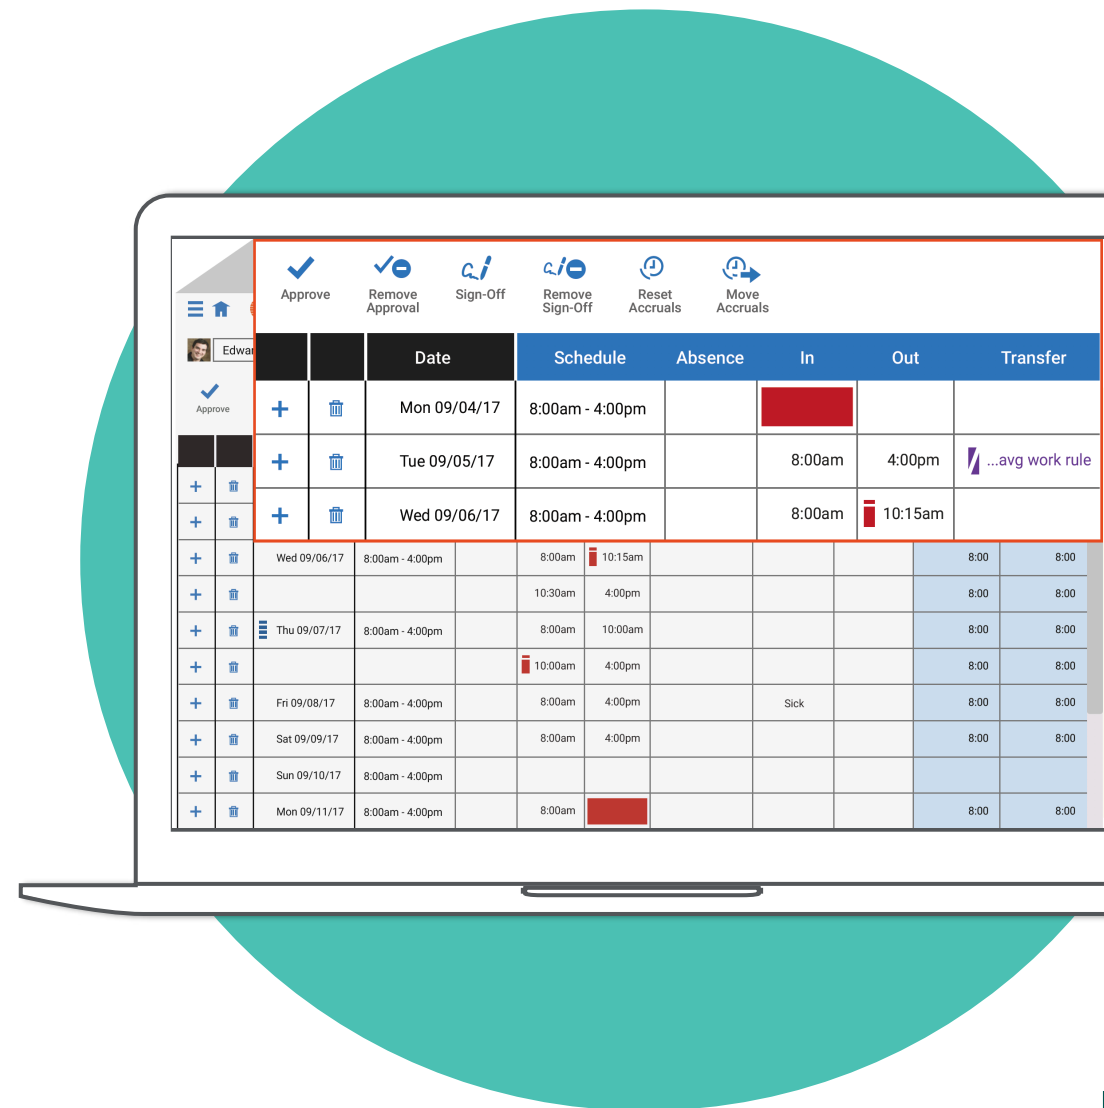 Approve
Remove
Approval
Sign-Off
Remove
Sign-Off
Reset
Accruals
Move
Accruals
Date Schedule Absence In Out Transfer
Mon 09/04/17 8:00am - 4:00pm
Tue 09/05/17 8:00am - 4:00pm 8:00am 4:00pm ...avg work rule
Wed 09/06/17 8:00am - 4:00pm 8:00am 10:15am
Edwa
Approve
Wed 09/06/17 8:00am - 4:00pm 8:00am 10:15am 8:00 8:00
10:30am 4:00pm 8:00 8:00
Thu 09/07/17 8:00am - 4:00pm 8:00am 10:00am 8:00 8:00
10:00am 4:00pm 8:00 8:00
Fri 09/08/17 8:00am - 4:00pm 8:00am 4:00pm Sick 8:00 8:00
Sat 09/09/17 8:00am - 4:00pm 8:00am 4:00pm 8:00 8:00
Sun 09/10/17 8:00am - 4:00pm
Mon 09/11/17 8:00am - 4:00pm 8:00am 8:00 8:00